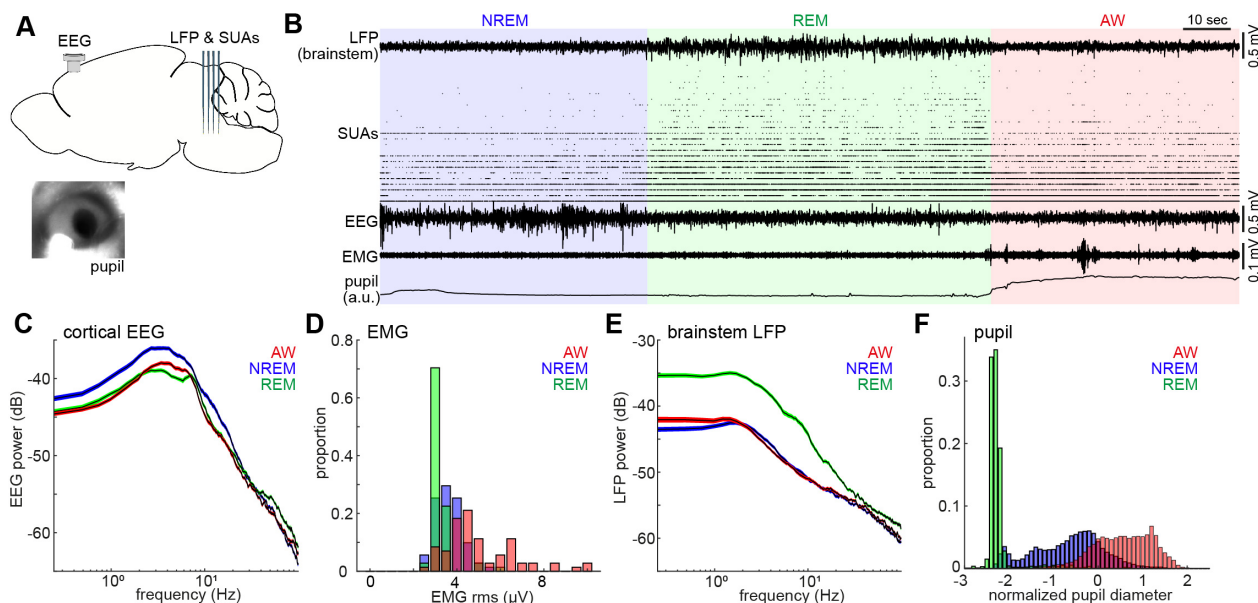 A
EEG
LFP & SUAs
pupil
B
NREM
REM
AW
10 sec
LFP
(brainstem)
0.5 mV
SUAs
EEG
0.5 mV
EMG
0.1 mV
pupil
(a.u.)
C
cortical EEG
AW
NREM
REM
-40
-50
-60
EEG power (dB)
10⁰
10¹
frequency (Hz)
D
EMG
AW
NREM
REM
0.8
0.6
0.4
0.2
0
proportion
0
4
8
EMG rms (μV)
E
brainstem LFP
AW
NREM
REM
-30
-40
-50
-60
LFP power (dB)
10⁰
10¹
frequency (Hz)
F
pupil
AW
NREM
REM
0.3
0.2
0.1
0
proportion
-3
-2
-1
0
1
2
normalized pupil diameter